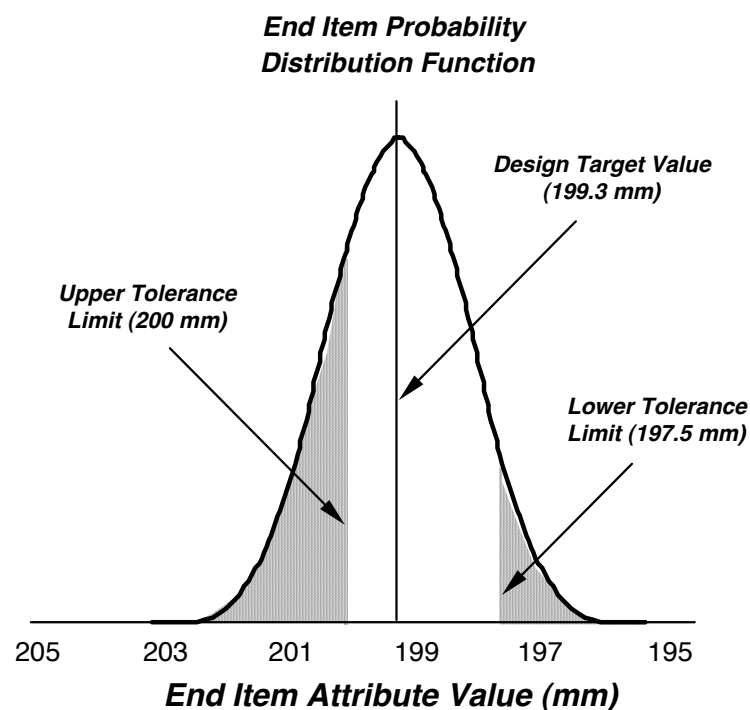 End Item Probability
Distribution Function
Design Target Value
(199.3 mm)
Upper Tolerance
Limit (200 mm)
Lower Tolerance
Limit (197.5 mm)
205 203 201 199 197 195
End Item Attribute Value (mm)